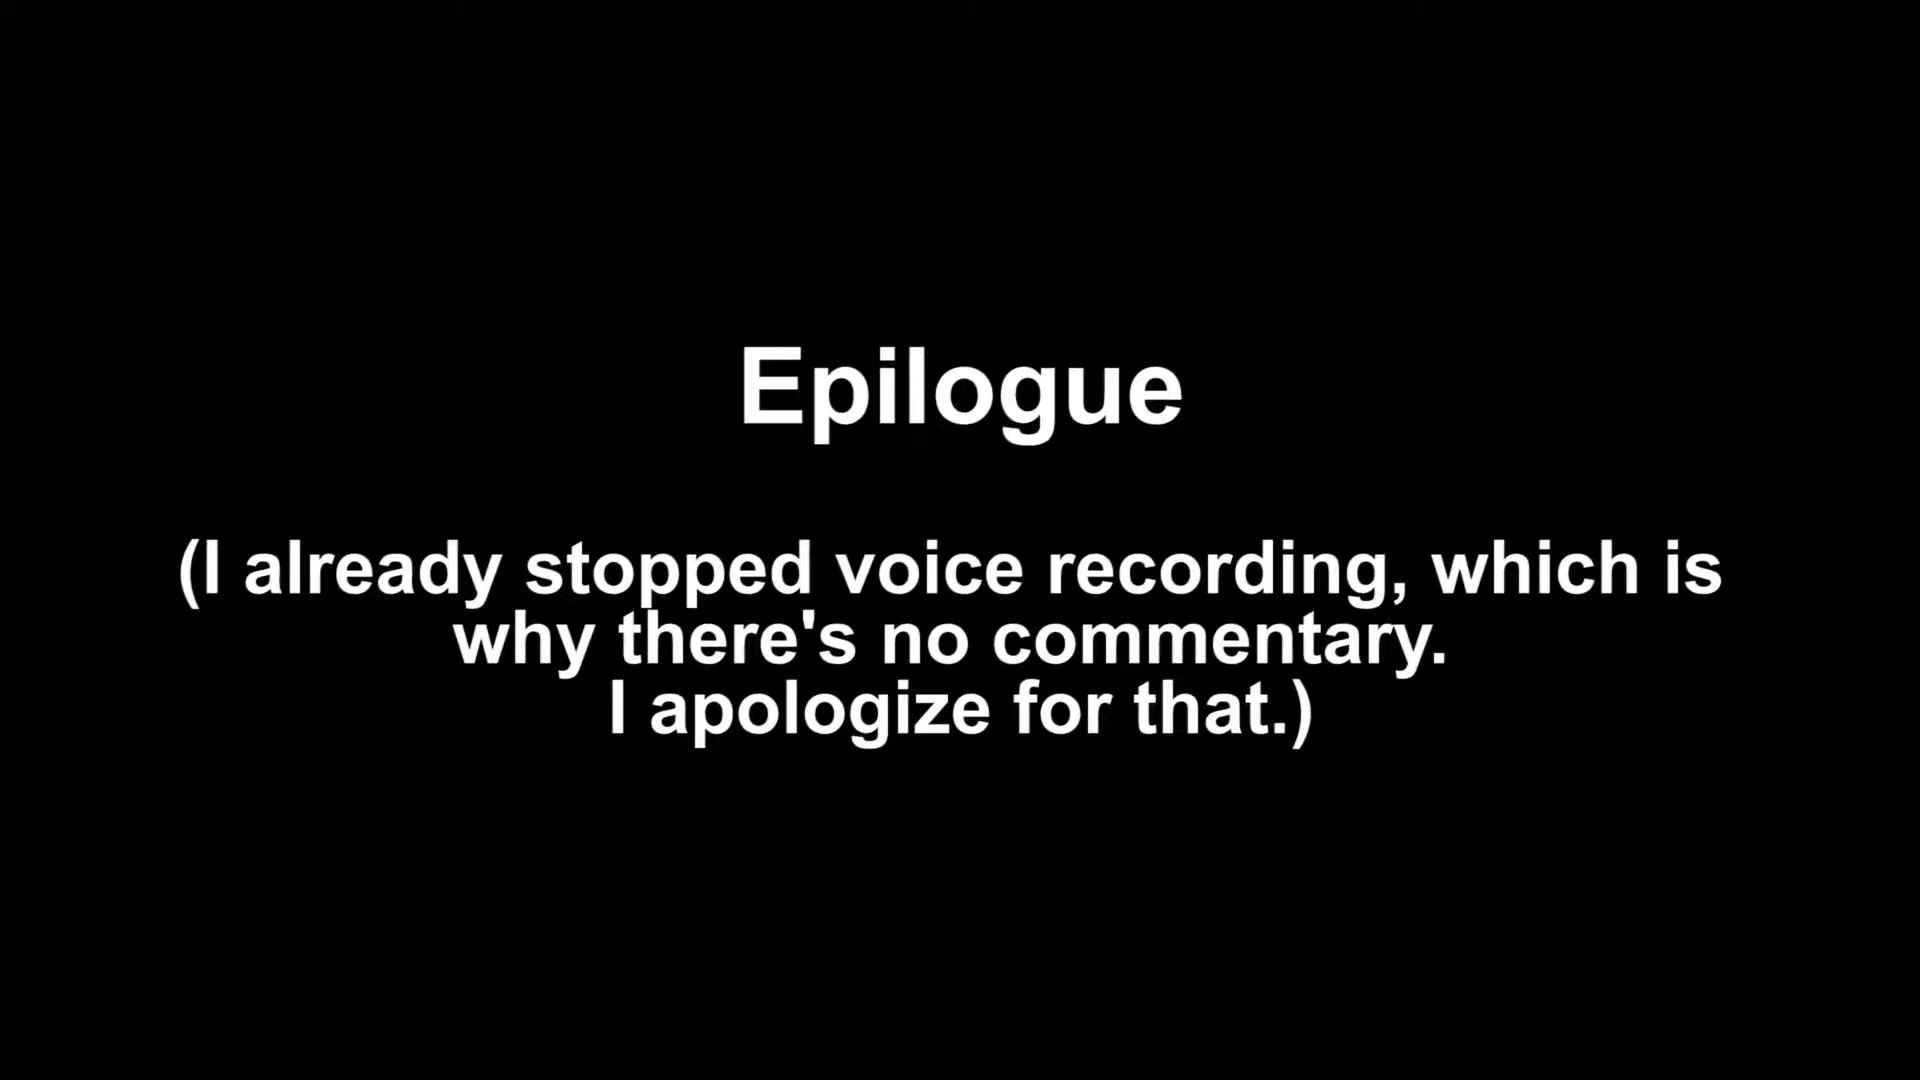 Epilogue
(I already stopped voice recording, which is
why there's no commentary.
I apologize for that.)